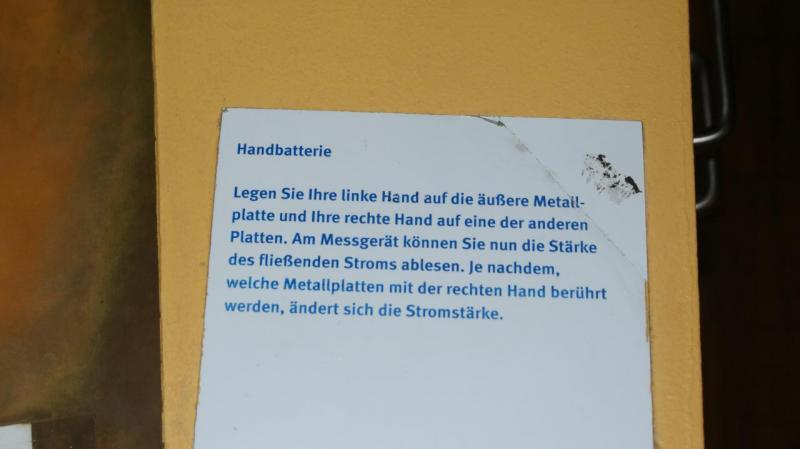 Handbatterie
Legen Sie Ihre linke Hand auf die äußere Metall-
platte und Ihre rechte Hand auf eine der anderen
Platten. Am Messgerät können Sie nun die Stärke
des fließenden Stroms ablesen. Je nachdem,
welche Metallplatten mit der rechten Hand berührt
werden, ändert sich die Stromstärke.